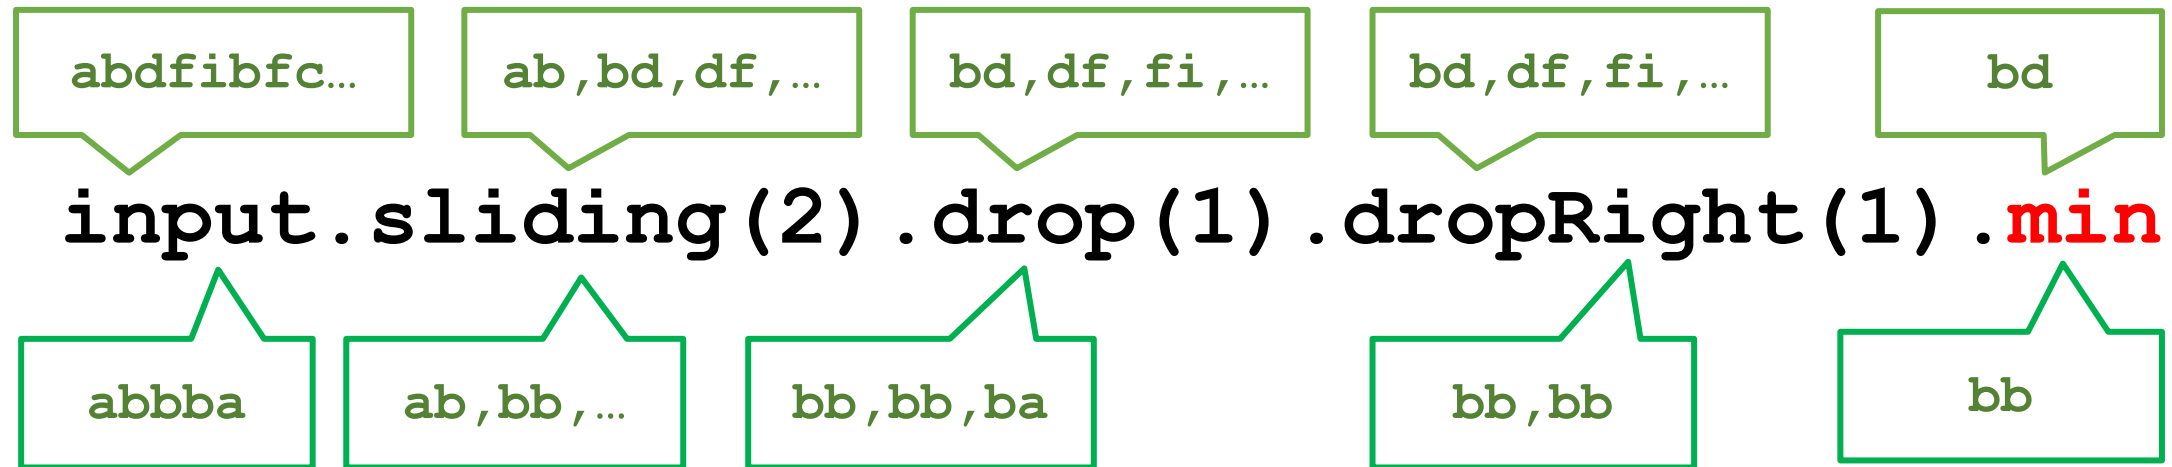 abdfibfc… ab,bd,df,… bd,df,fi,… bd,df,fi,… bd
input.sliding(2).drop(1).dropRight(1).min
abbba ab,bb,… bb,bb,ba bb,bb bb